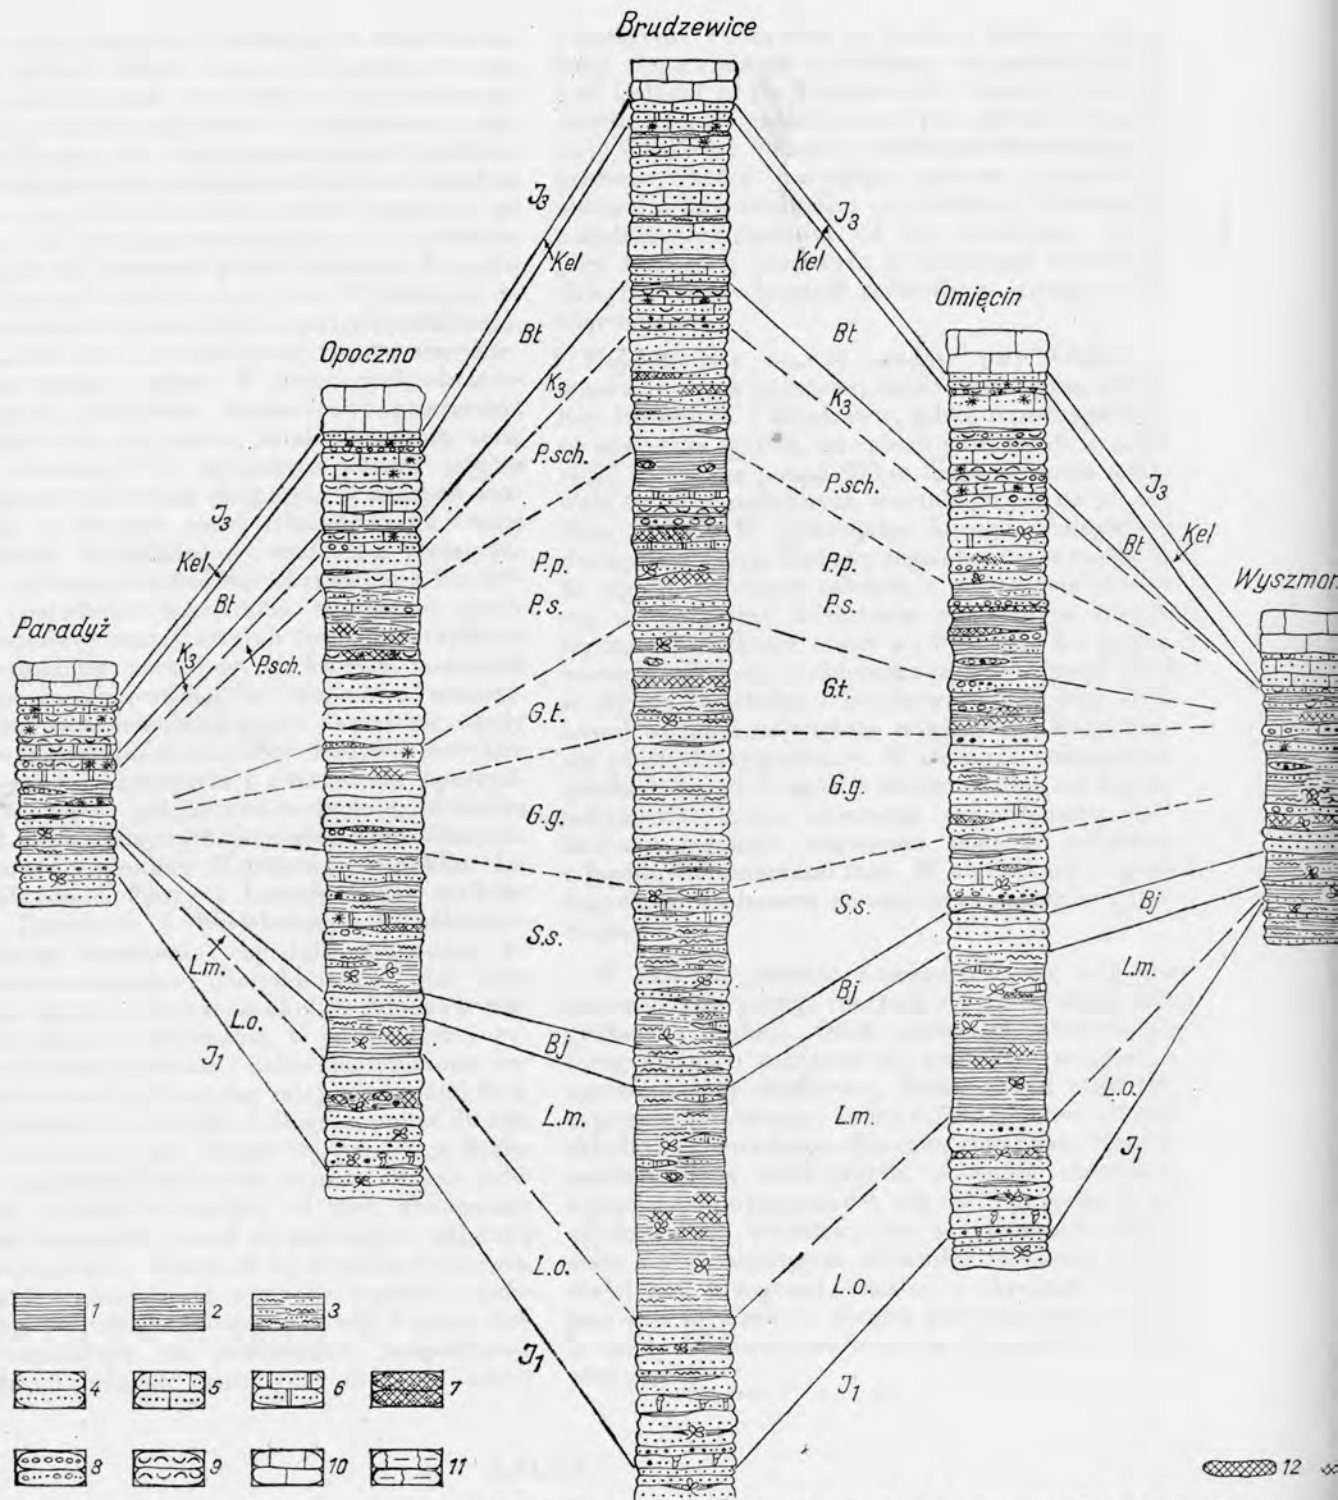 Brudzewice
Omięcin
Opoczno
Paradyż
J3
Kel
Bt
K3
P.sch.
J3
Kel
Bt
K3
P.sch.
P.p.
P.s.
G.t.
G.g.
S.s.
Bj
L.m.
L.o.
J1
L.m.
L.o.
J1
J3
Kel
Bt
K3
P.sch.
P.p.
P.s.
G.t.
G.g.
S.s.
Bj
L.m.
L.o.
J1
J3
Kel
Bt
Bj
L.m.
L.o.
J1
1 2 3
4 5 6 7
8 9 10 11
12